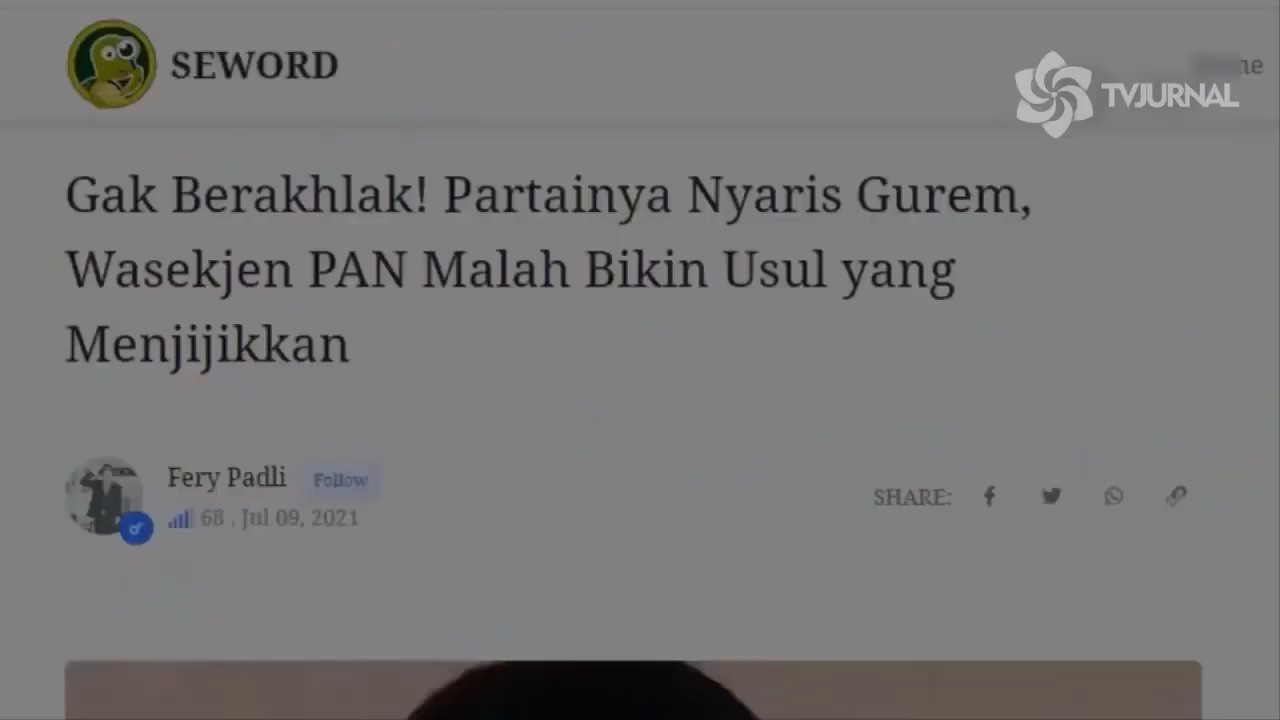 SEWORD
TVJURNAL
Gak Berakhlak! Partainya Nyaris Gurem,
Wasekjen PAN Malah Bikin Usul yang
Menjijikkan
Fery Padli Follow
68 . Jul 09, 2021
SHARE: